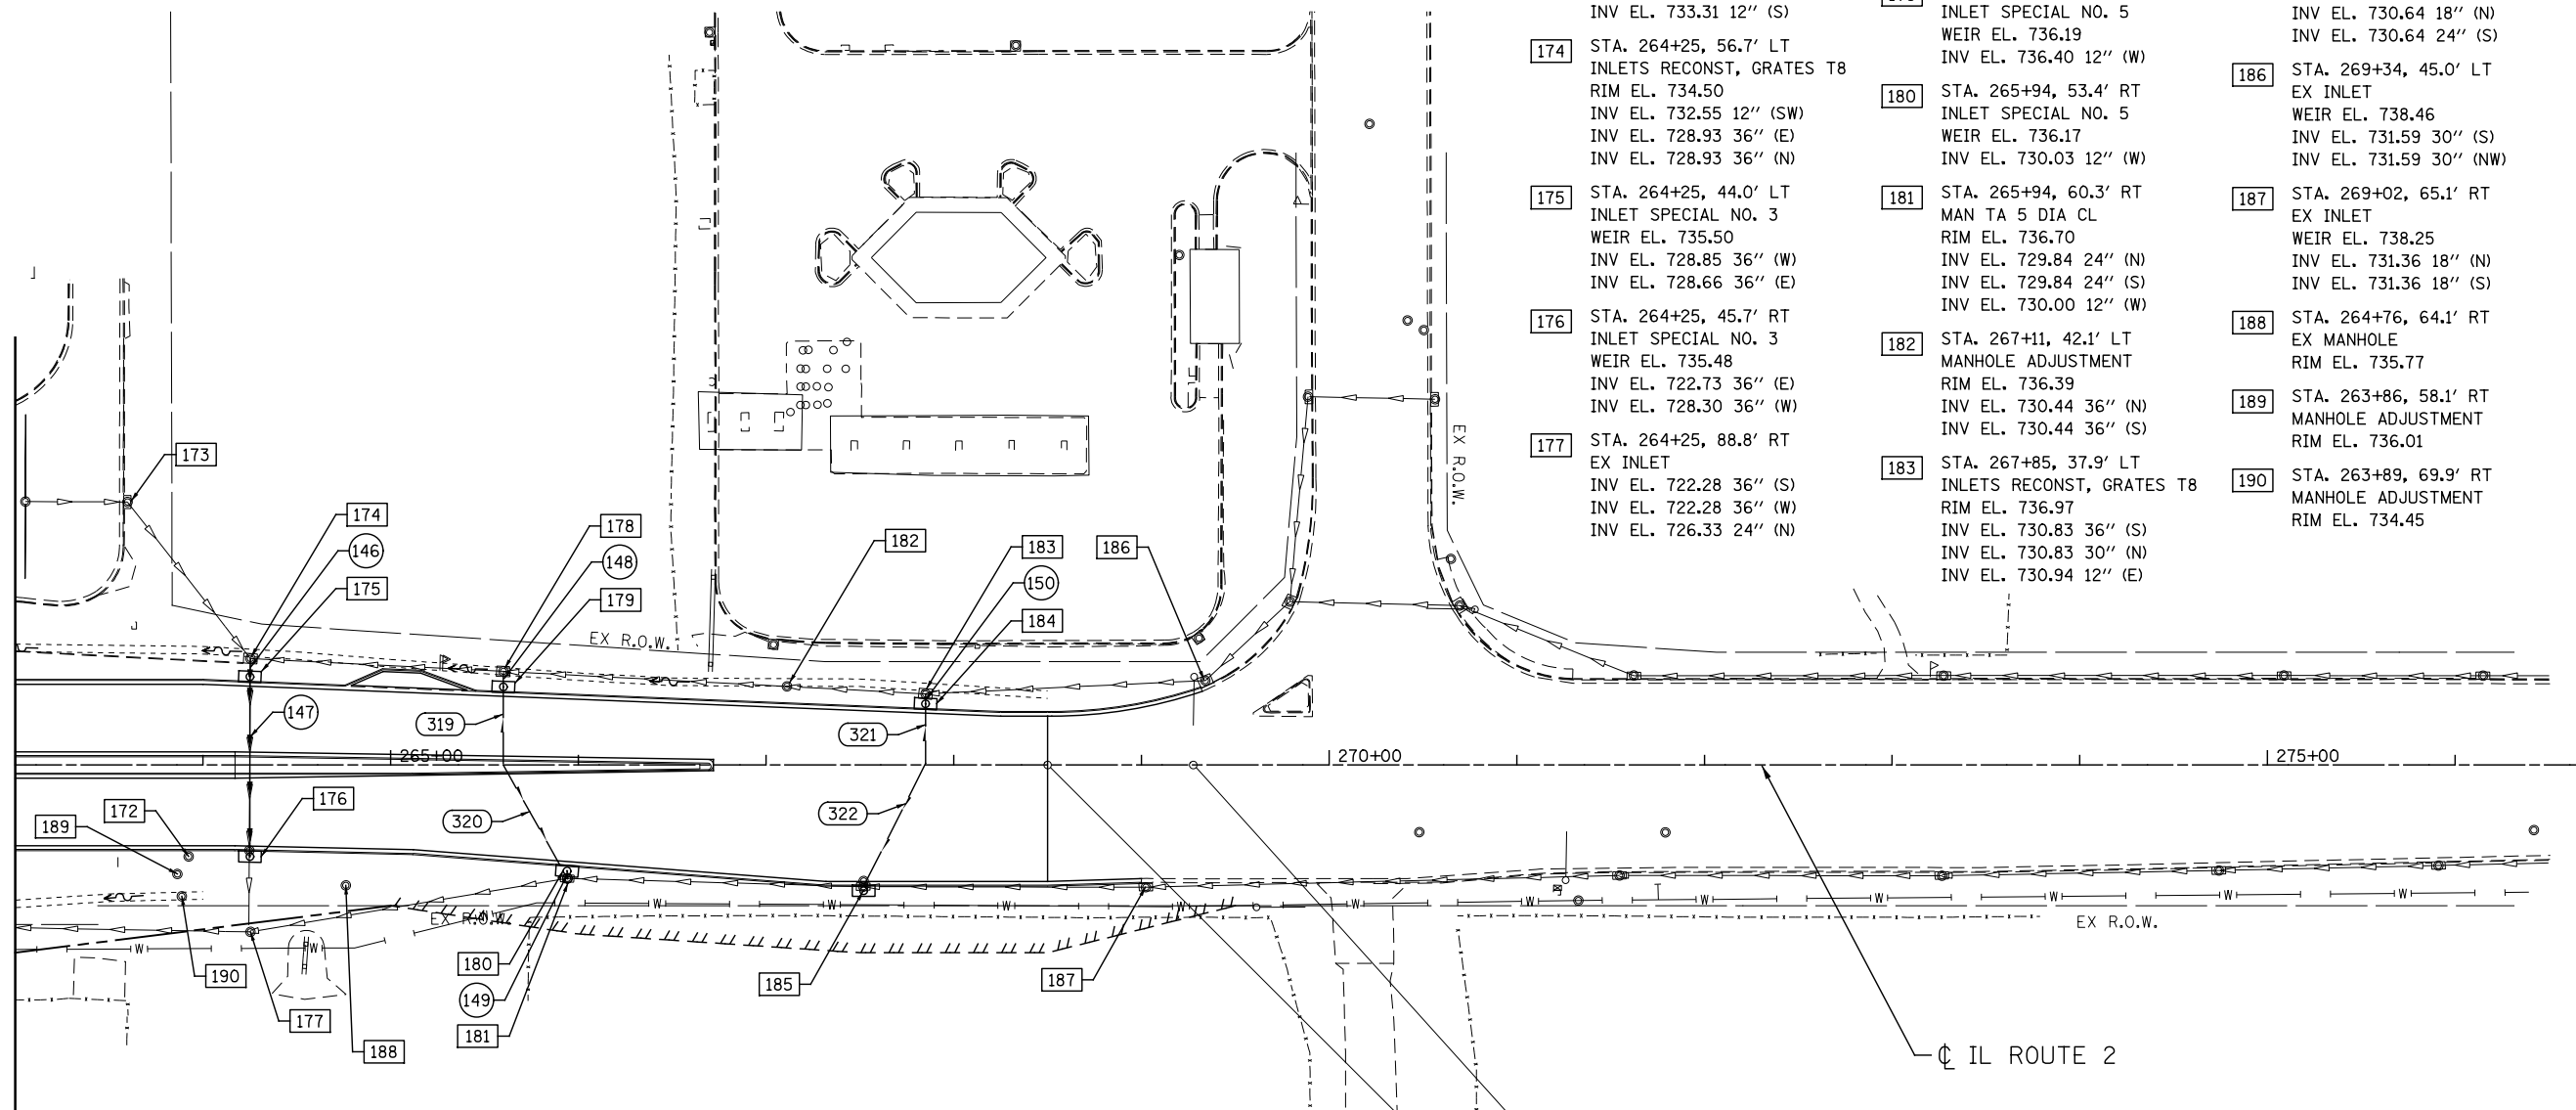 INV EL. 733.31 12" (S)
174
STA. 264+25, 56.7' LT
INLETS RECONST, GRATES T8
RIM EL. 734.50
INV EL. 732.55 12" (SW)
INV EL. 728.93 36" (E)
INV EL. 728.93 36" (N)
175
STA. 264+25, 44.0' LT
INLET SPECIAL NO. 3
WEIR EL. 735.50
INV EL. 728.85 36" (W)
INV EL. 728.66 36" (E)
176
STA. 264+25, 45.7' RT
INLET SPECIAL NO. 3
WEIR EL. 735.48
INV EL. 722.73 36" (E)
INV EL. 728.30 36" (W)
177
STA. 264+25, 88.8' RT
EX INLET
INV EL. 722.28 36" (S)
INV EL. 722.28 36" (W)
INV EL. 726.33 24" (N)
INLET SPECIAL NO. 5
WEIR EL. 736.19
INV EL. 736.40 12" (W)
180
STA. 265+94, 53.4' RT
INLET SPECIAL NO. 5
WEIR EL. 736.17
INV EL. 730.03 12" (W)
181
STA. 265+94, 60.3' RT
MAN TA 5 DIA CL
RIM EL. 736.70
INV EL. 729.84 24" (N)
INV EL. 729.84 24" (S)
INV EL. 730.00 12" (W)
182
STA. 267+11, 42.1' LT
MANHOLE ADJUSTMENT
RIM EL. 736.39
INV EL. 730.44 36" (N)
INV EL. 730.44 36" (S)
183
STA. 267+85, 37.9' LT
INLETS RECONST, GRATES T8
RIM EL. 736.97
INV EL. 730.83 36" (S)
INV EL. 730.83 30" (N)
INV EL. 730.94 12" (E)
INV EL. 730.64 18" (N)
INV EL. 730.64 24" (S)
186
STA. 269+34, 45.0' LT
EX INLET
WEIR EL. 738.46
INV EL. 731.59 30" (S)
INV EL. 731.59 30" (NW)
187
STA. 269+02, 65.1' RT
EX INLET
WEIR EL. 738.25
INV EL. 731.36 18" (N)
INV EL. 731.36 18" (S)
188
STA. 264+76, 64.1' RT
EX MANHOLE
RIM EL. 735.77
189
STA. 263+86, 58.1' RT
MANHOLE ADJUSTMENT
RIM EL. 736.01
190
STA. 263+89, 69.9' RT
MANHOLE ADJUSTMENT
RIM EL. 734.45
173
174
146
175
178
148
179
182
183
150
184
186
EX R.O.W.
EX R.O.W.
147
319
321
265+00
270+00
275+00
176
172
189
320
322
EX R.O.W.
W W W W W W W W W W W
EX R.O.W.
W W
190
177
188
180
149
181
185
187
℄ IL ROUTE 2